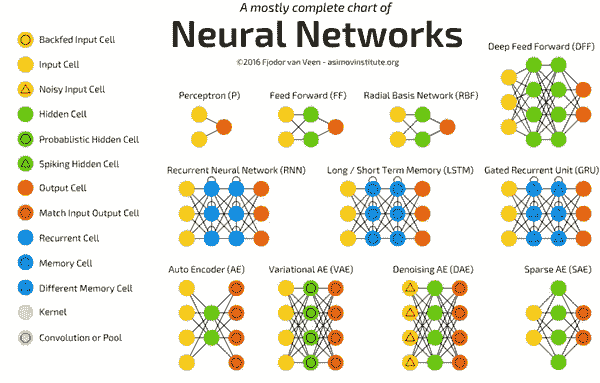 A mostly complete chart of
Neural Networks
©2016 Fjodor van Veen - asimovinstitute.org
Backfed Input Cell
Input Cell
Noisy Input Cell
Hidden Cell
Probablistic Hidden Cell
Spiking Hidden Cell
Output Cell
Match Input Output Cell
Recurrent Cell
Memory Cell
Different Memory Cell
Kernel
Convolution or Pool
Deep Feed Forward (DFF)
Perceptron (P)
Feed Forward (FF)
Radial Basis Network (RBF)
Recurrent Neural Network (RNN)
Long / Short Term Memory (LSTM)
Gated Recurrent Unit (GRU)
Auto Encoder (AE)
Variational AE (VAE)
Denoising AE (DAE)
Sparse AE (SAE)